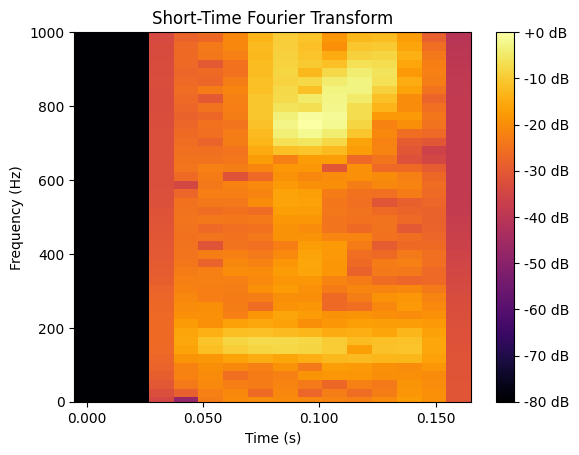 Short-Time Fourier Transform
1000
800
600
400
200
0
Frequency (Hz)
0.000
0.050
0.100
0.150
Time (s)
+0 dB
-10 dB
-20 dB
-30 dB
-40 dB
-50 dB
-60 dB
-70 dB
-80 dB